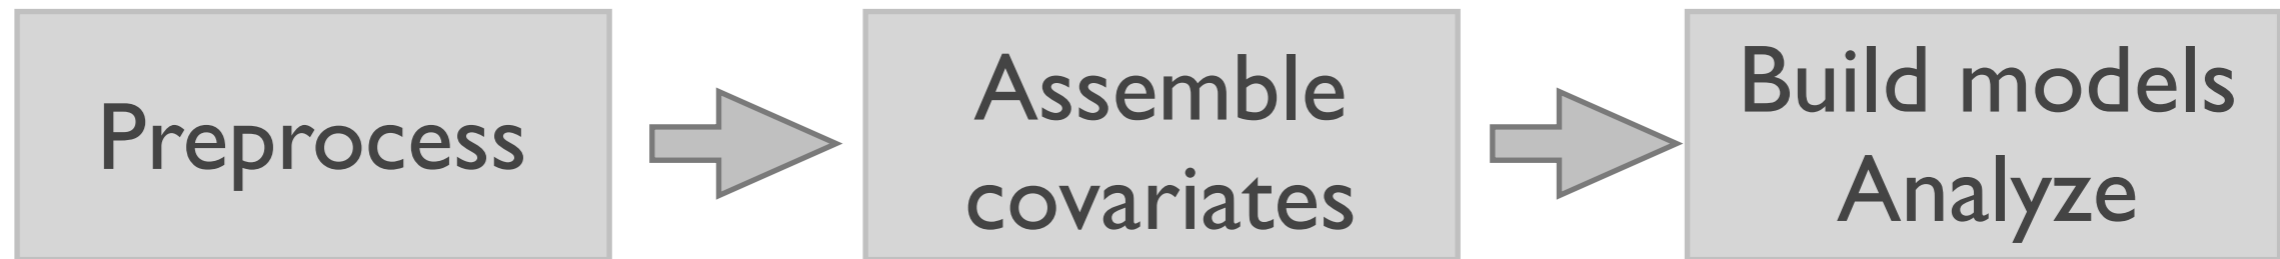 Preprocess
Assemble
covariates
Build models
Analyze